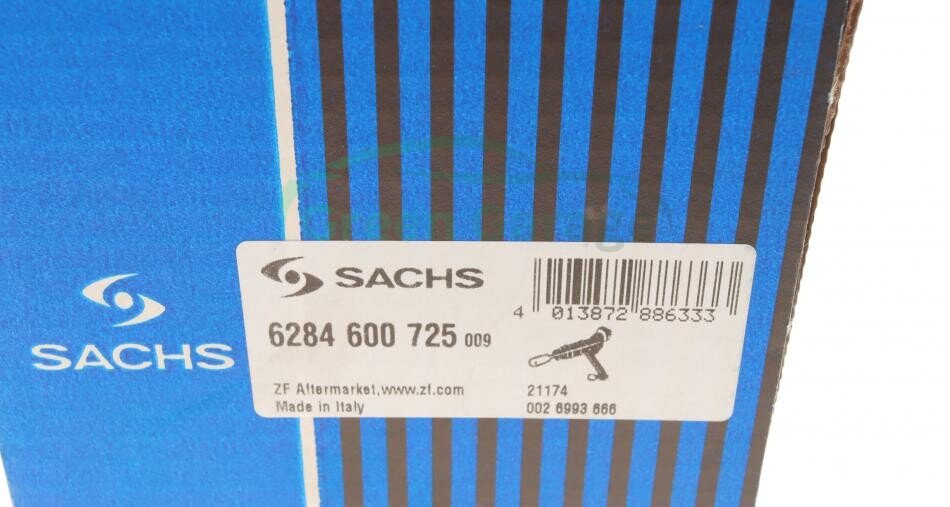 SACHS
SACHS
6284 600 725 009
4 013872 886333
ZF Aftermarket,www.zf.com
Made in Italy
21174
002 6993 666